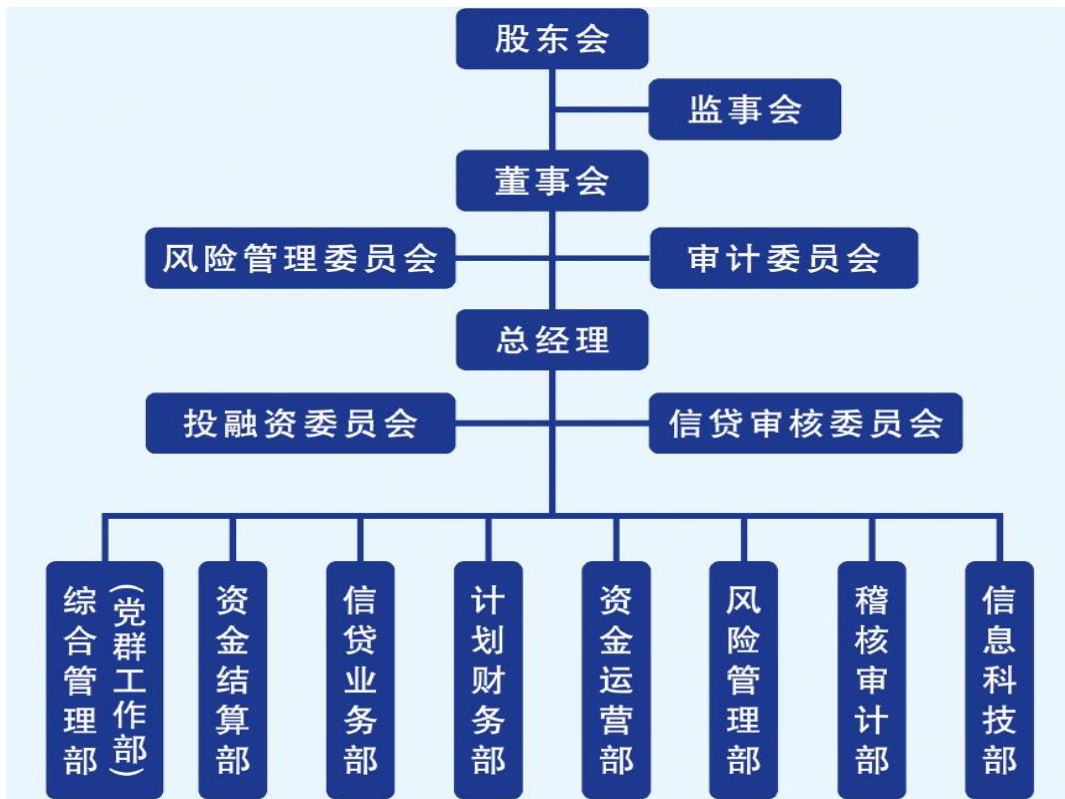 股东会
监事会
董事会
风险管理委员会
审计委员会
总经理
投融资委员会
信贷审核委员会
综合管理部
(党群工作部)
资金结算部
信贷业务部
计划财务部
资金运营部
风险管理部
稽核审计部
信息科技部